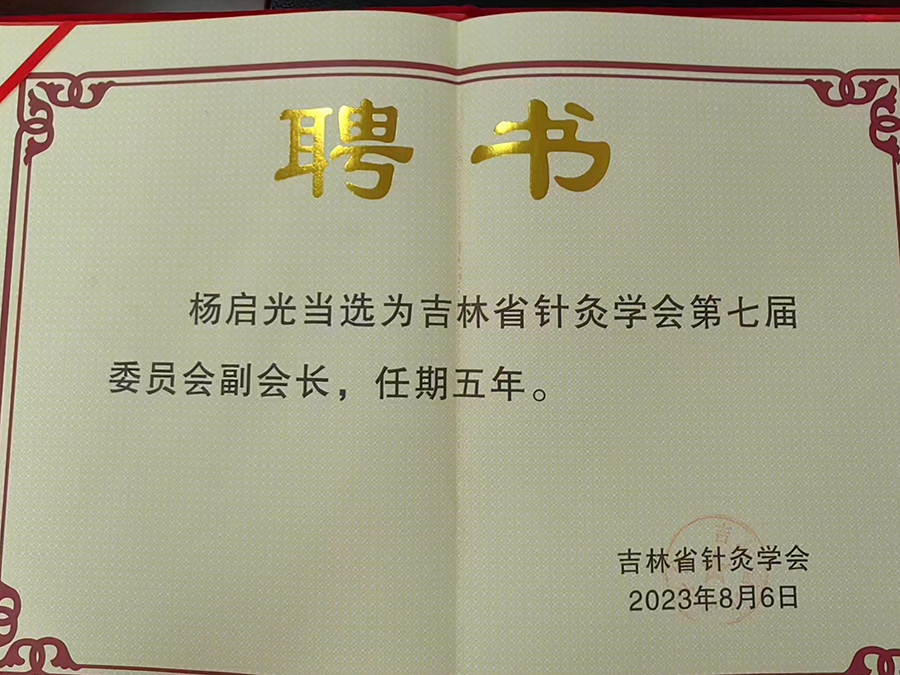 聘书
杨启光当选为吉林省针灸学会第七届
委员会副会长，任期五年。
吉林省针灸学会
2023年8月6日